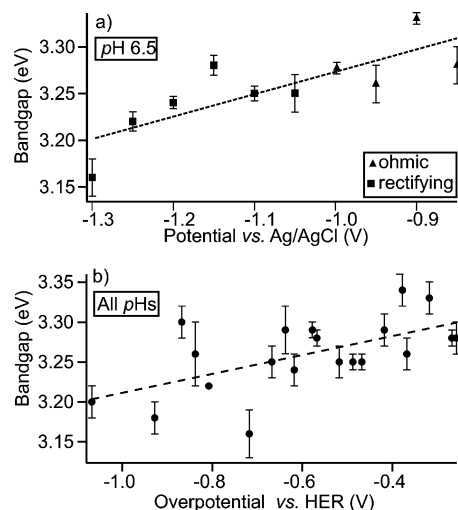 a)
pH 6.5
3.30
3.25
3.20
3.15
Bandgap (eV)
ohmic
rectifying
-1.3 -1.2 -1.1 -1.0 -0.9
Potential vs. Ag/AgCl (V)
b)
All pHs
3.35
3.30
3.25
3.20
3.15
Bandgap (eV)
-1.0 -0.8 -0.6 -0.4
Overpotential vs. HER (V)